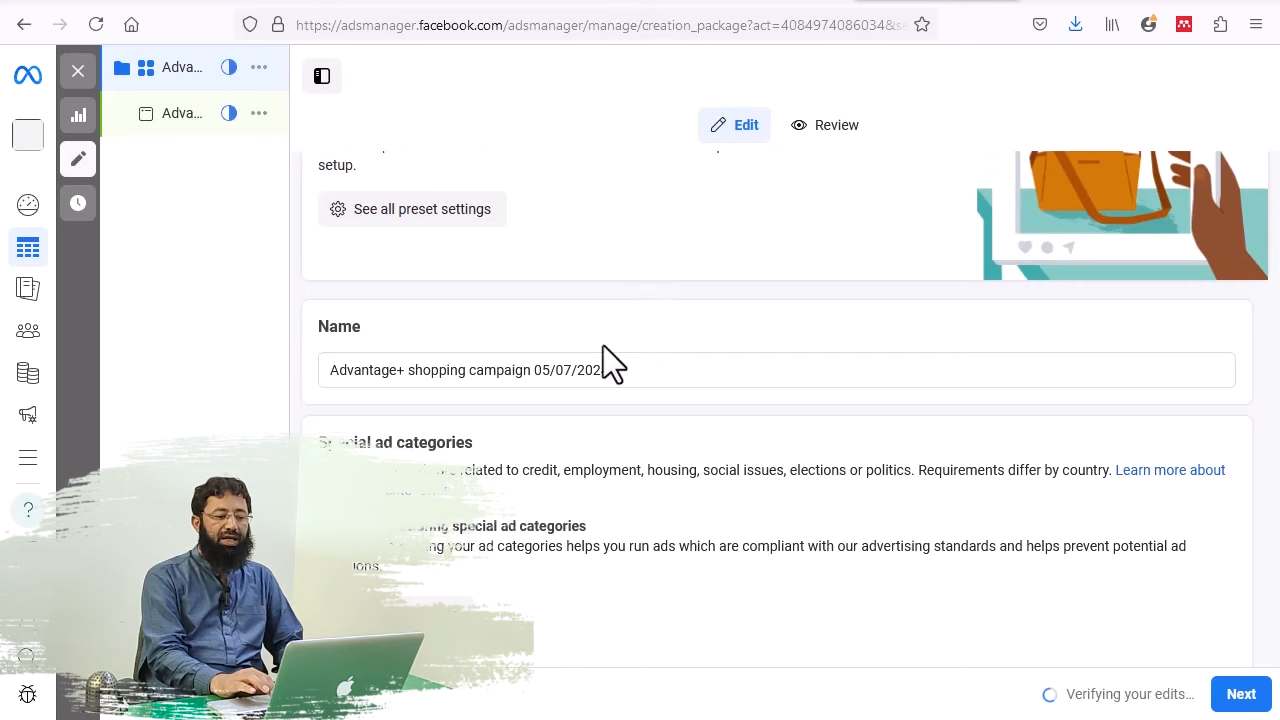 https://adsmanager.facebook.com/adsmanager/manage/creation_package?act=4084974086034&se
Adva...
Adva...
Edit
Review
setup.
See all preset settings
Name
Advantage+ shopping campaign 05/07/202
Special ad categories
related to credit, employment, housing, social issues, elections or politics. Requirements differ by country. Learn more about
special ad categories
your ad categories helps you run ads which are compliant with our advertising standards and helps prevent potential ad
ions.
Verifying your edits...
Next